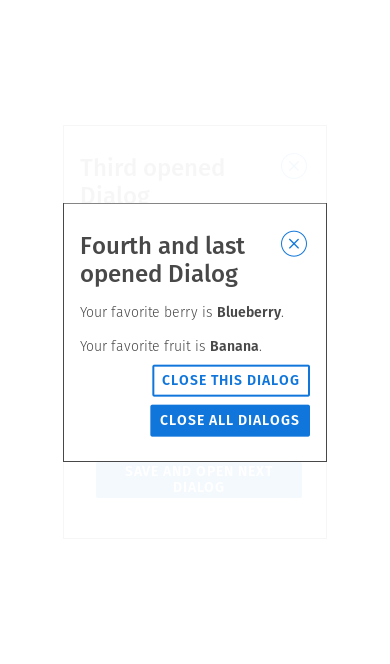 Third opened
Dialog
Fourth and last
opened Dialog
Your favorite berry is Blueberry.
Your favorite fruit is Banana.
CLOSE THIS DIALOG
CLOSE ALL DIALOGS
SAVE AND OPEN NEXT
DIALOG